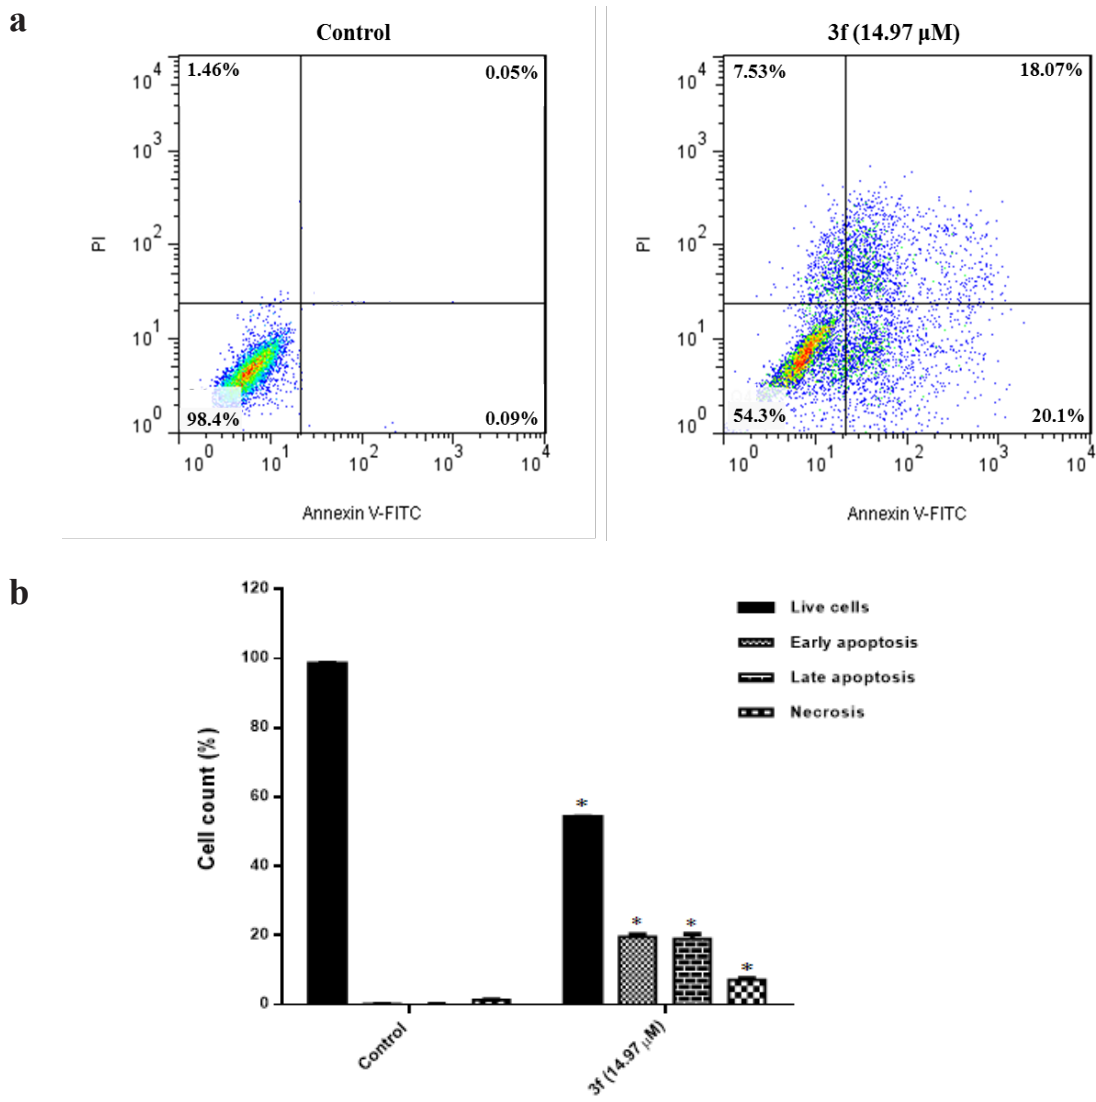 a
Control
3f (14.97 μM)
1.46%
0.05%
98.4%
0.09%
10^4
10^3
10^2
10^1
10^0
PI
10^0 10^1 10^2 10^3 10^4
Annexin V-FITC
7.53%
18.07%
54.3%
20.1%
10^4
10^3
10^2
10^1
10^0
PI
10^0 10^1 10^2 10^3 10^4
Annexin V-FITC
b
120
100
80
60
40
20
0
Cell count (%)
Live cells
Early apoptosis
Late apoptosis
Necrosis
*
*
*
*
Control
3f (14.97 μM)